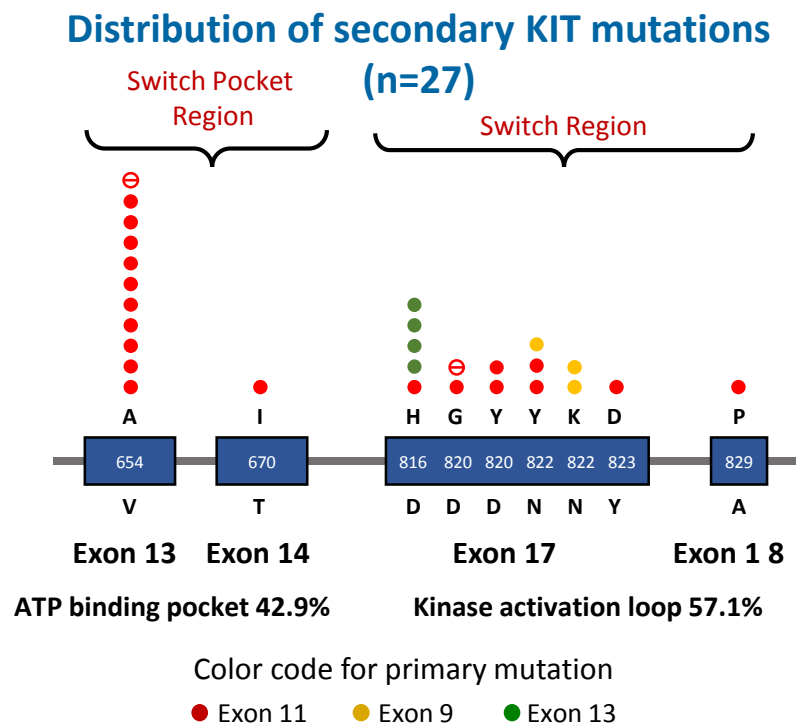 Distribution of secondary KIT mutations
(n=27)
Switch Pocket
Region
Switch Region
A I H G Y Y K D P
654 670 816 820 820 822 822 823 829
V T D D D N N Y A
Exon 13 Exon 14 Exon 17 Exon 1 8
ATP binding pocket 42.9% Kinase activation loop 57.1%
Color code for primary mutation
Exon 11 Exon 9 Exon 13